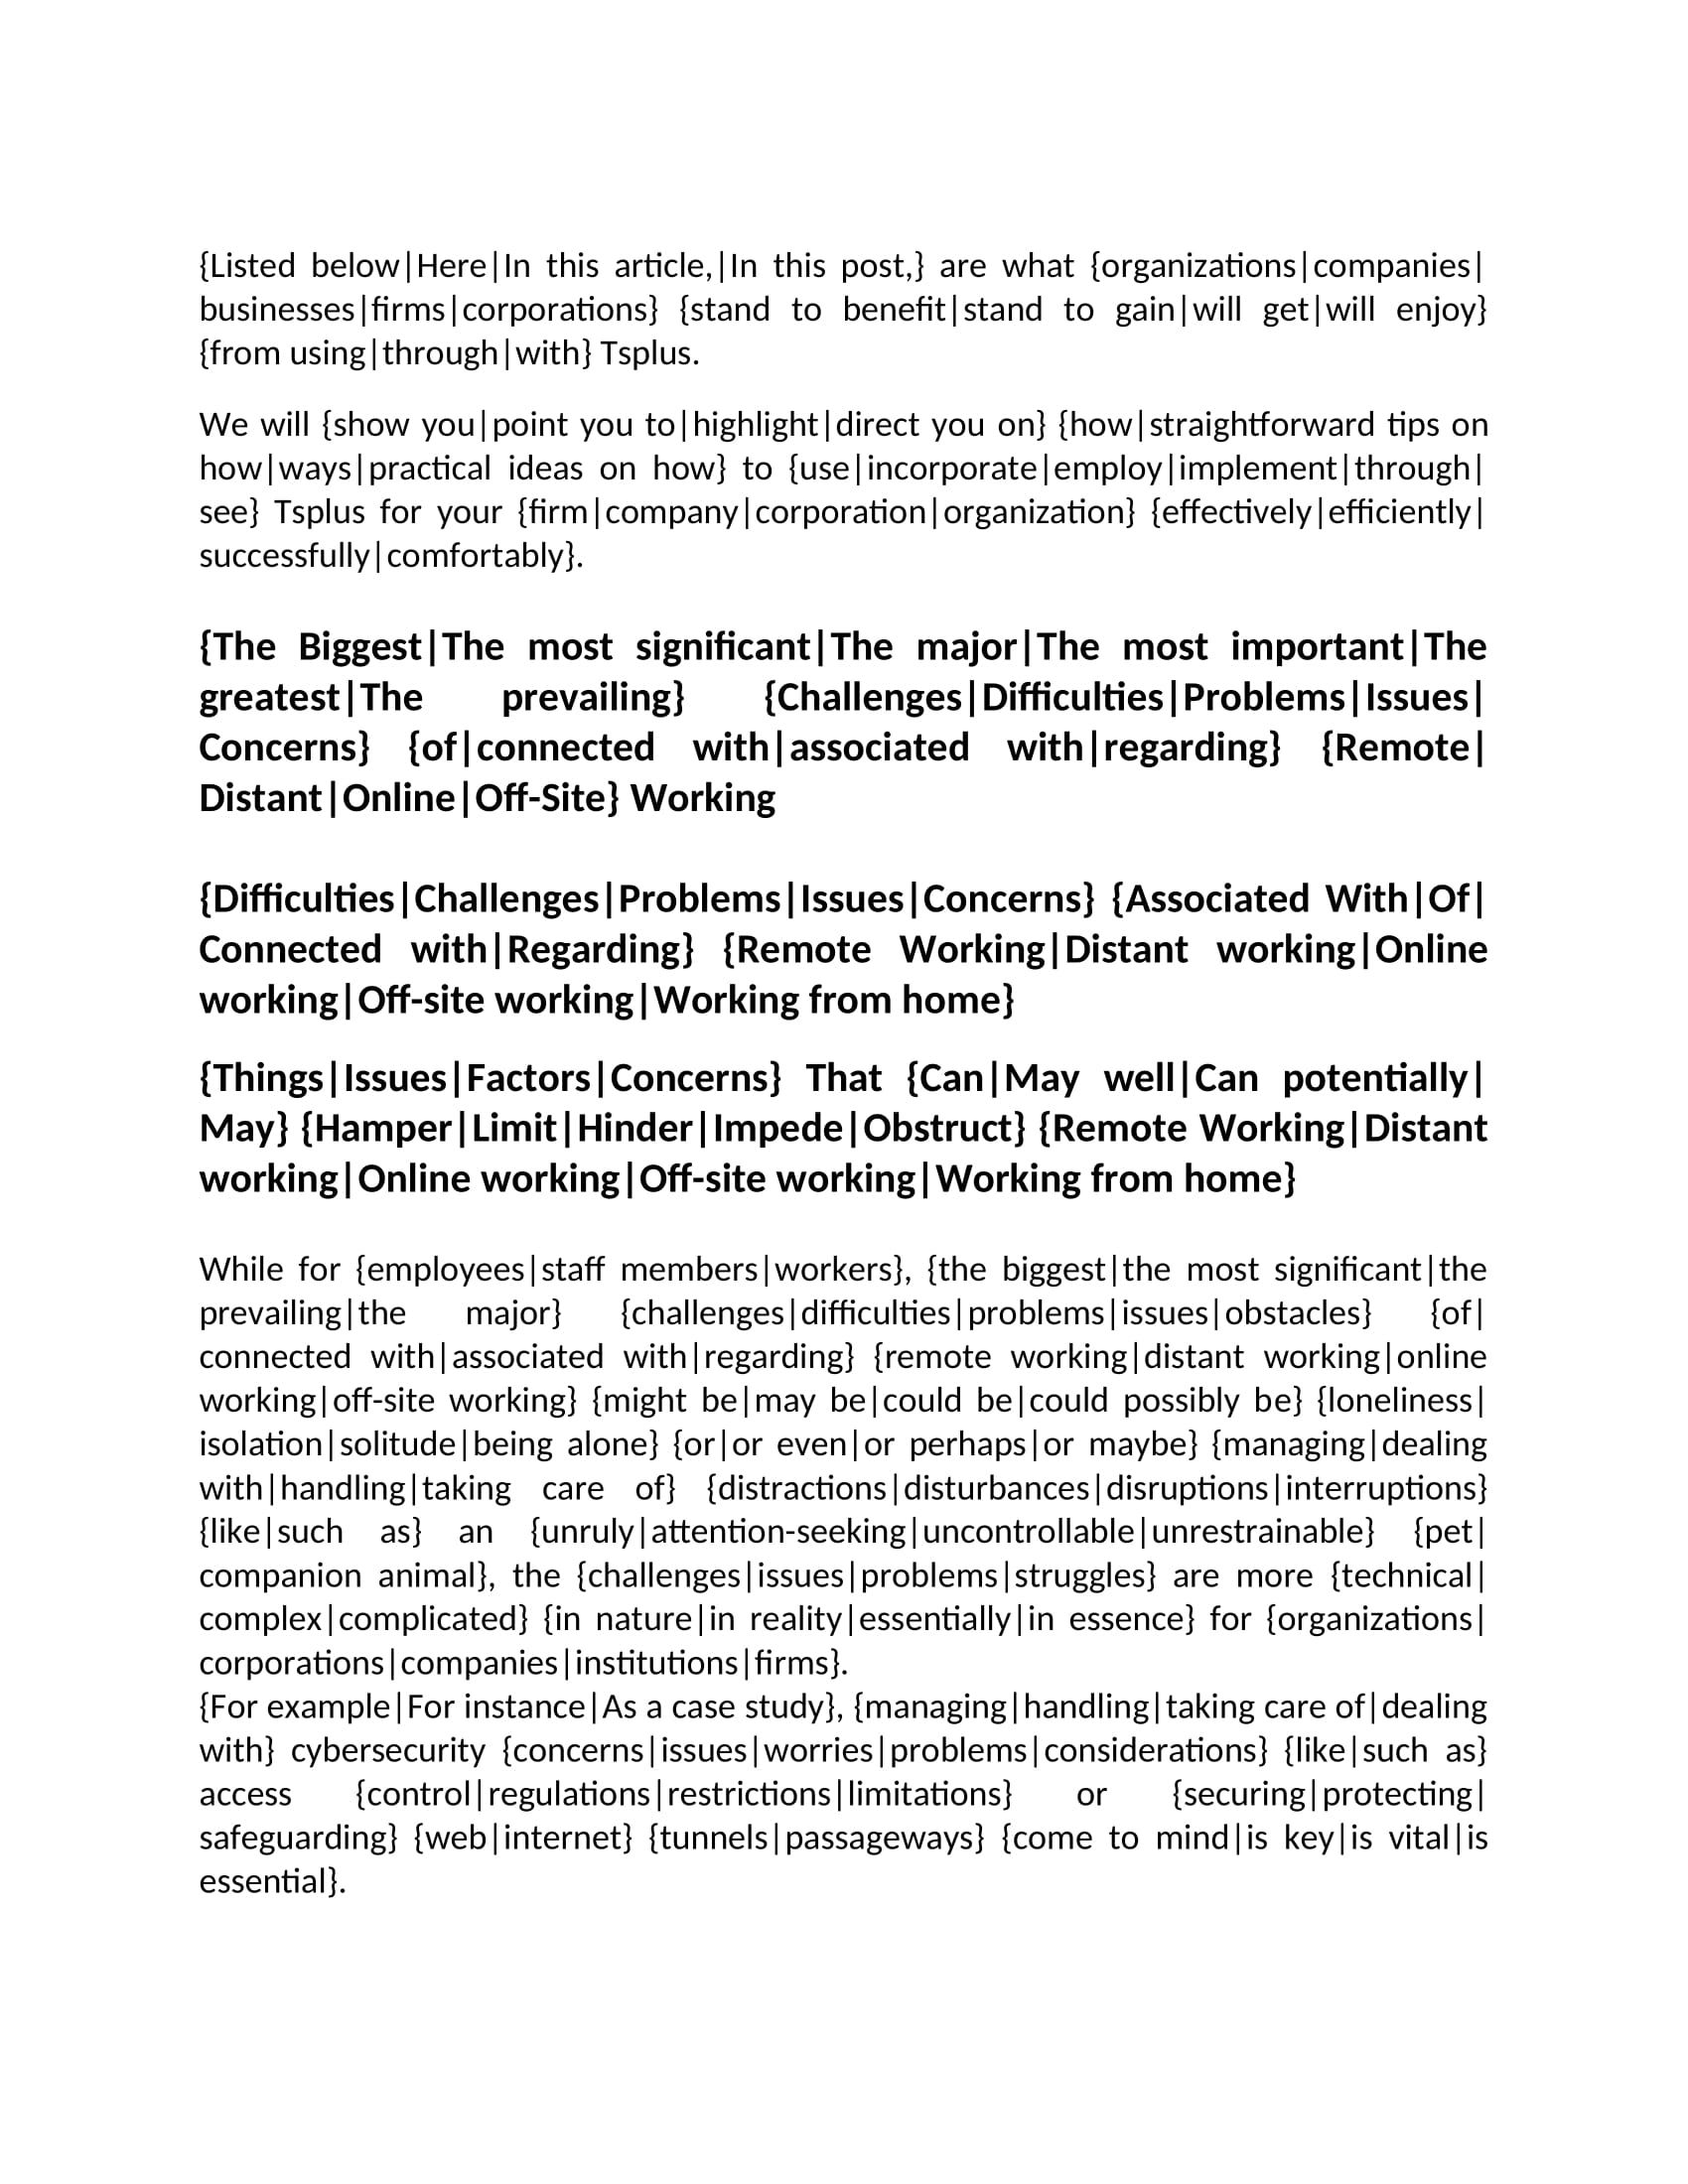 {Listed below|Here|In this article,|In this post,} are what {organizations|companies|
businesses|firms|corporations} {stand to benefit|stand to gain|will get|will enjoy}
{from using|through|with} Tsplus.
We will {show you|point you to|highlight|direct you on} {how|straightforward tips on
how|ways|practical ideas on how} to {use|incorporate|employ|implement|through|
see} Tsplus for your {firm|company|corporation|organization} {effectively|efficiently|
successfully|comfortably}.
{The Biggest|The most significant|The major|The most important|The
greatest|The prevailing} {Challenges|Difficulties|Problems|Issues|
Concerns} {of|connected with|associated with|regarding} {Remote|
Distant|Online|Off-Site} Working
{Difficulties|Challenges|Problems|Issues|Concerns} {Associated With|Of|
Connected with|Regarding} {Remote Working|Distant working|Online
working|Off-site working|Working from home}
{Things|Issues|Factors|Concerns} That {Can|May well|Can potentially|
May} {Hamper|Limit|Hinder|Impede|Obstruct} {Remote Working|Distant
working|Online working|Off-site working|Working from home}
While for {employees|staff members|workers}, {the biggest|the most significant|the
prevailing|the major} {challenges|difficulties|problems|issues|obstacles} {of|
connected with|associated with|regarding} {remote working|distant working|online
working|off-site working} {might be|may be|could be|could possibly be} {loneliness|
isolation|solitude|being alone} {or|or even|or perhaps|or maybe} {managing|dealing
with|handling|taking care of} {distractions|disturbances|disruptions|interruptions}
{like|such as} an {unruly|attention-seeking|uncontrollable|unrestrainable} {pet|
companion animal}, the {challenges|issues|problems|struggles} are more {technical|
complex|complicated} {in nature|in reality|essentially|in essence} for {organizations|
corporations|companies|institutions|firms}.
{For example|For instance|As a case study}, {managing|handling|taking care of|dealing
with} cybersecurity {concerns|issues|worries|problems|considerations} {like|such as}
access {control|regulations|restrictions|limitations} or {securing|protecting|
safeguarding} {web|internet} {tunnels|passageways} {come to mind|is key|is vital|is
essential}.